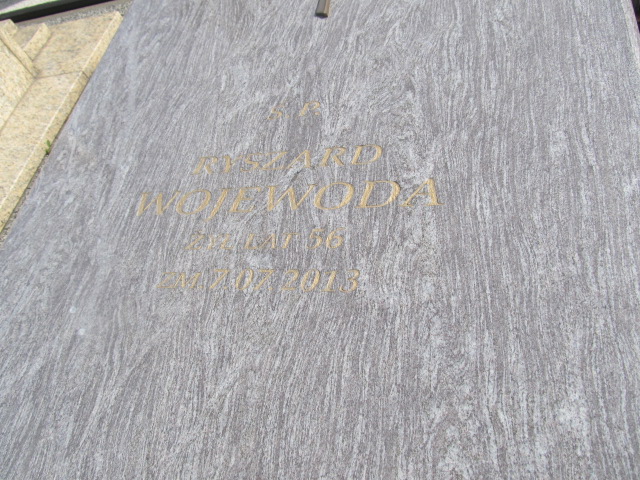 Ś P.
RYSZARD
WOJEWODA
ŻYŁ LAT 56
ZM 7 07 2013